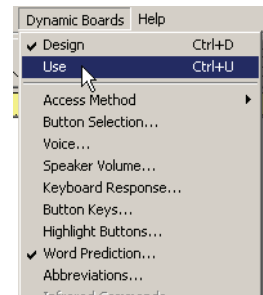 Dynamic Boards Help
Design Ctrl+D
Use Ctrl+U
Access Method
Button Selection...
Voice...
Speaker Volume...
Keyboard Response...
Button Keys...
Highlight Buttons...
Word Prediction...
Abbreviations...